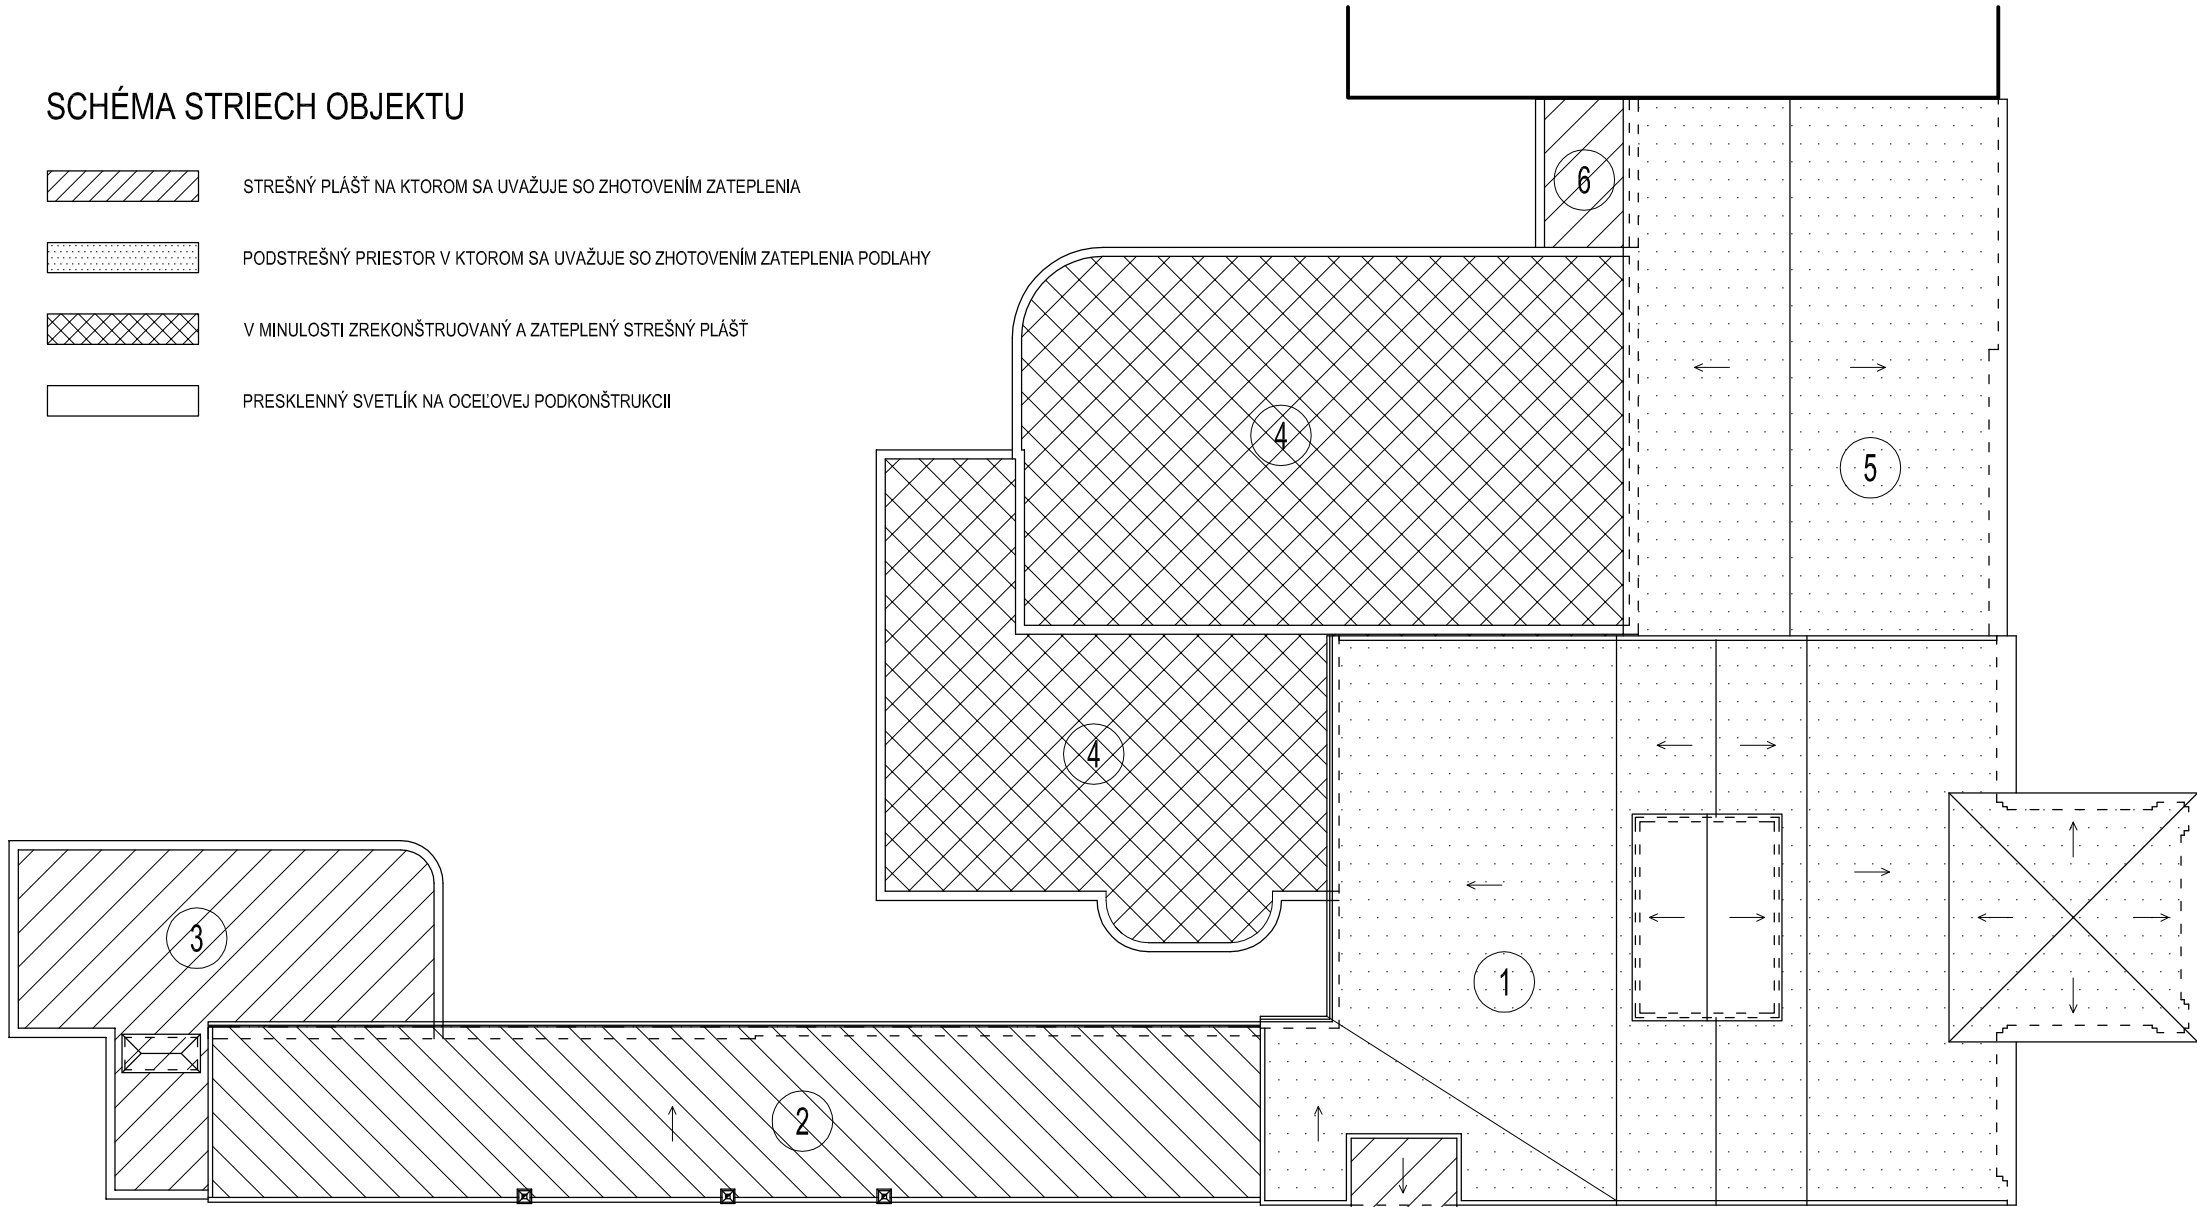 SCHÉMA STRIECH OBJEKTU
STREŠNÝ PLÁŠŤ NA KTOROM SA UVAŽUJE SO ZHOTOVENÍM ZATEPLENIA
PODSTREŠNÝ PRIESTOR V KTOROM SA UVAŽUJE SO ZHOTOVENÍM ZATEPLENIA PODLAHY
V MINULOSTI ZREKONŠTRUOVANÝ A ZATEPLENÝ STREŠNÝ PLÁŠŤ
PRESKLENNÝ SVETLÍK NA OCEĽOVEJ PODKONŠTRUKCII
6
4
5
4
3
1
2